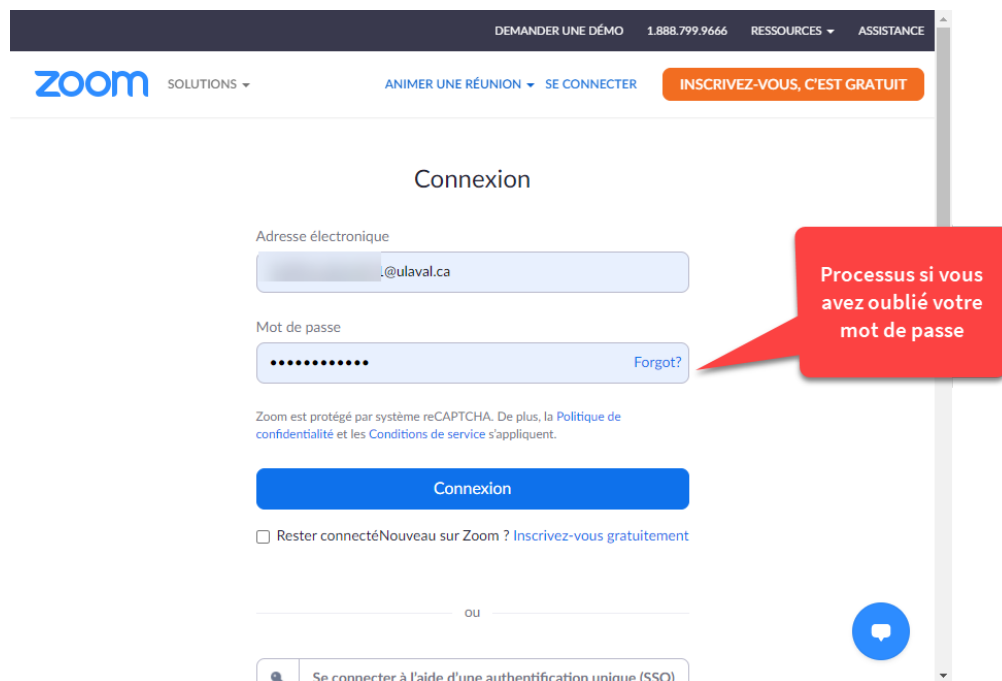 DEMANDER UNE DÉMO 1.888.799.9666 RESSOURCES ASSISTANCE
zoom SOLUTIONS ANIMER UNE RÉUNION SE CONNECTER INSCRIVEZ-VOUS, C'EST GRATUIT
Connexion
Adresse électronique
@ulaval.ca
Mot de passe
Forgot?
Processus si vous
avez oublié votre
mot de passe
Zoom est protégé par système reCAPTCHA. De plus, la Politique de
confidentialité et les Conditions de service s'appliquent.
Connexion
Rester connectéNouveau sur Zoom ? Inscrivez-vous gratuitement
ou
Se connecter à l'aide d'une authentification unique (SSO)